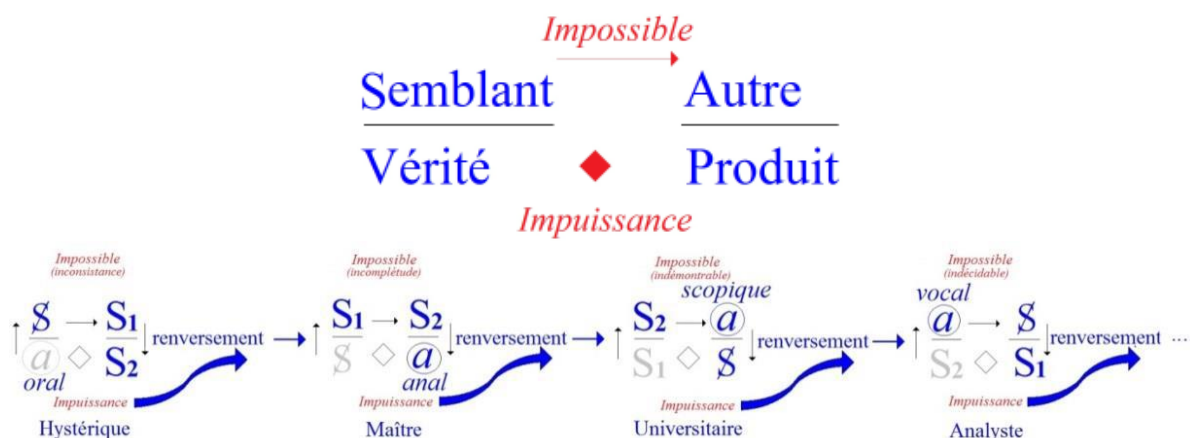 Impossible
Semblant Autre
Vérité ◆ Produit
Impuissance
Impossible Impossible Impossible Impossible
(inconsistance) (incomplétude) (indémontrable) (indécidable)
scopique vocal
↑ $ → S1 ↓ renversement → ↑ S1 → S2 ↓ renversement → ↑ S2 → a ↓ renversement → ↑ a → $ ↓ renversement ...
a ◇ S2 $ ◇ a S1 ◇ $ S2 ◇ S1
oral anal
Impuissance Impuissance Impuissance Impuissance
Hystérique Maître Universitaire Analyste